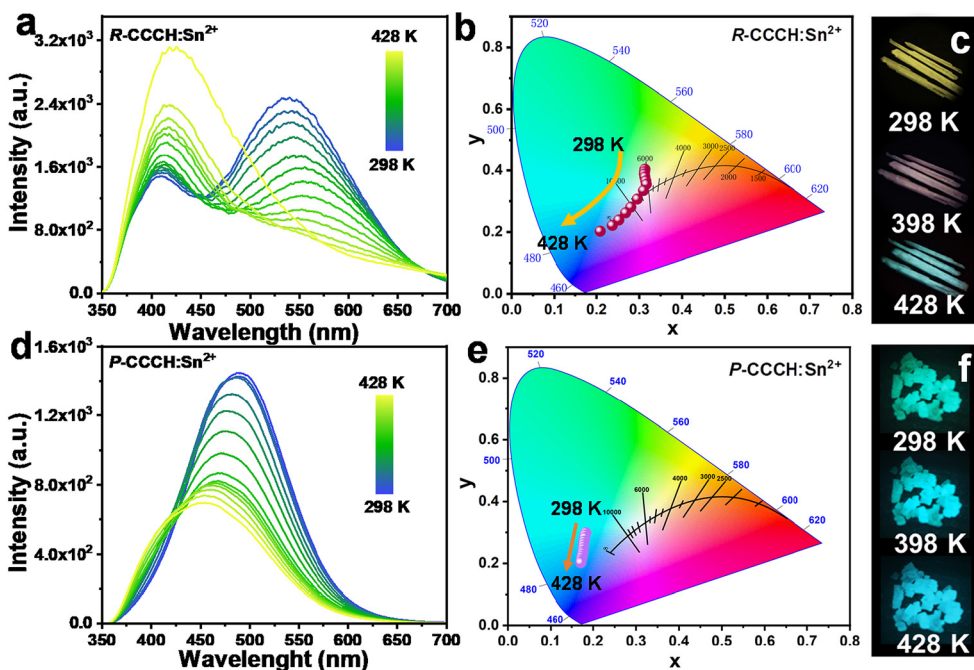 a
R-CCCH:Sn²⁺
428 K
298 K
3.2x10³
2.4x10³
1.6x10³
8.0x10²
0.0
Intensity (a.u.)
350 400 450 500 550 600 650 700
Wavelength (nm)
b
R-CCCH:Sn²⁺
y
0.8
0.6
0.4
0.2
0.0
0.0 0.1 0.2 0.3 0.4 0.5 0.6 0.7 0.8
x
520
540
560
580
600
620
500
480
460
298 K
428 K
10000
6000
4000
3000
2500
2000
1500
c
298 K
398 K
428 K
d
P-CCCH:Sn²⁺
428 K
298 K
1.6x10³
1.2x10³
8.0x10²
4.0x10²
0.0
Intensity (a.u.)
350 400 450 500 550 600 650 700
Wavelenght (nm)
e
P-CCCH:Sn²⁺
y
0.8
0.6
0.4
0.2
0.0
0.0 0.1 0.2 0.3 0.4 0.5 0.6 0.7 0.8
x
520
540
560
580
600
620
500
480
460
298 K
428 K
10000
6000
4000
3000
2500
f
298 K
398 K
428 K